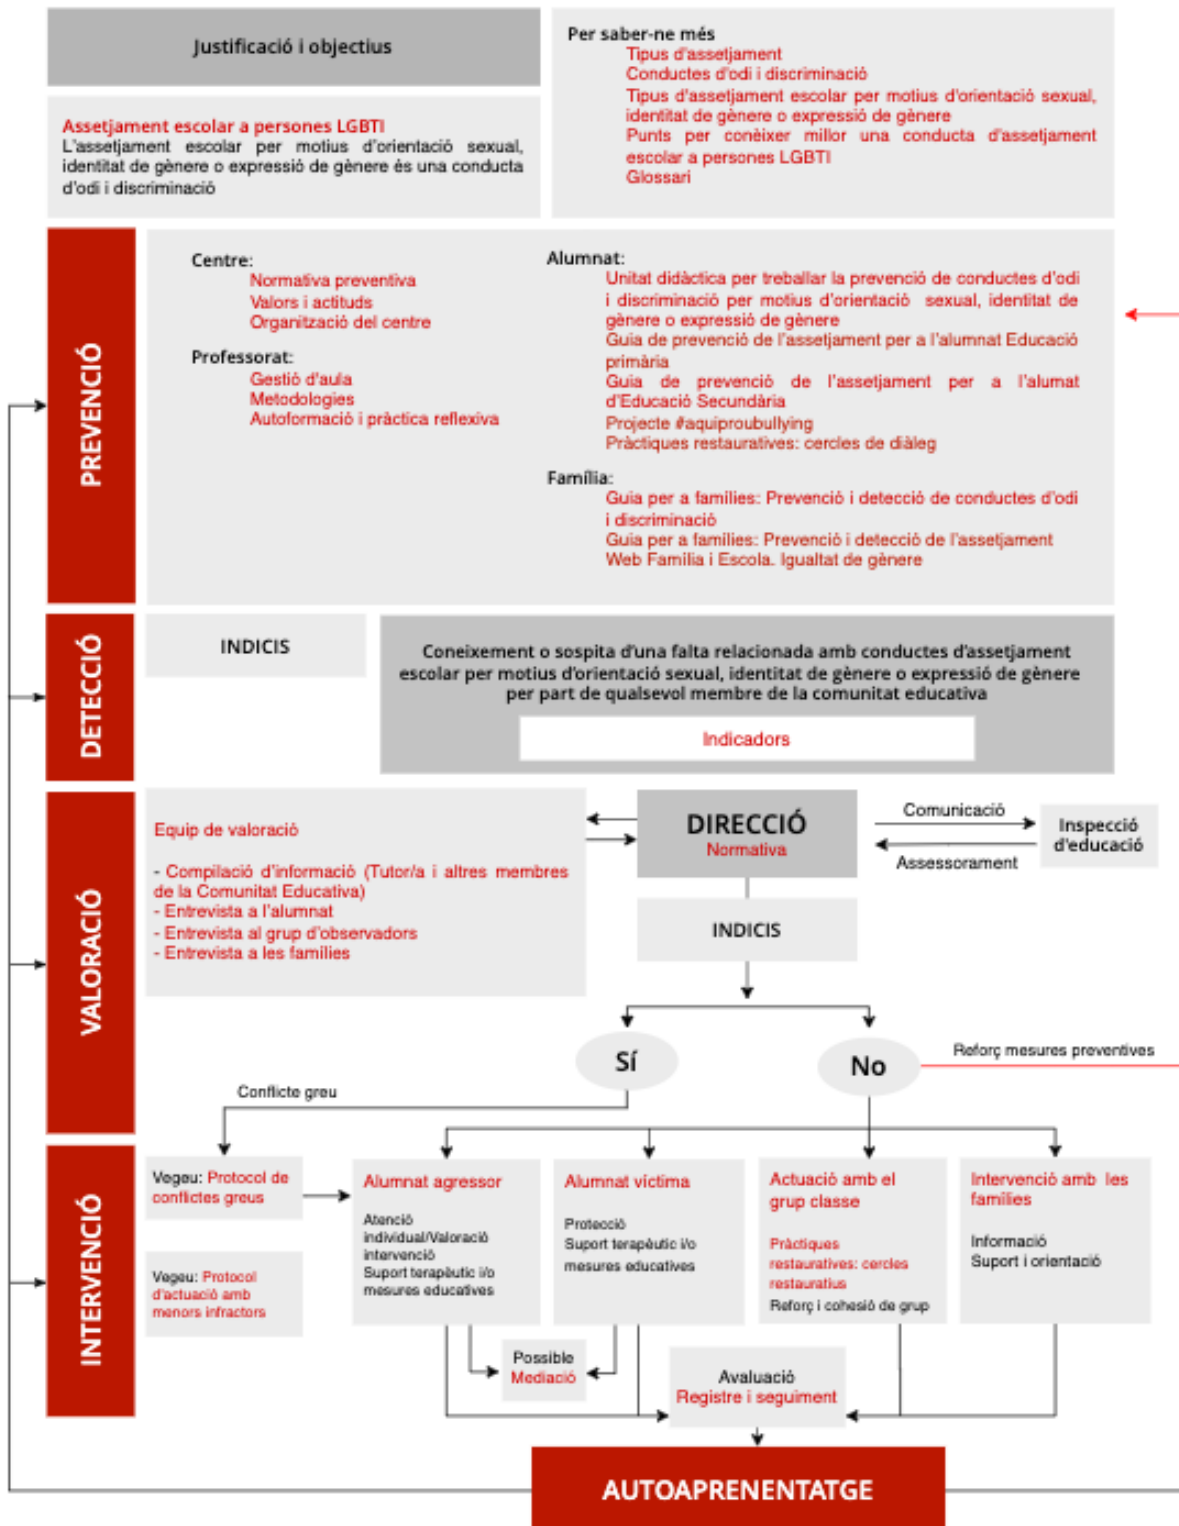 Justificació i objectius
Assetjament escolar a persones LGBTI
L'assetjament escolar per motius d'orientació sexual,
identitat de gènere o expressió de gènere és una conducta
d'odi i discriminació
Per saber-ne més
Tipus d'assetjament
Conductes d'odi i discriminació
Tipus d'assetjament escolar per motius d'orientació sexual,
identitat de gènere o expressió de gènere
Punts per conèixer millor una conducta d'assetjament
escolar a persones LGBTI
Glossari
PREVENCIÓ
Centre:
Normativa preventiva
Valors i actituds
Organització del centre
Professorat:
Gestió d'aula
Metodologies
Autoformació i pràctica reflexiva
Alumnat:
Unitat didàctica per treballar la prevenció de conductes d'odi
i discriminació per motius d'orientació sexual, identitat de
gènere o expressió de gènere
Guia de prevenció de l'assetjament per a l'alumnat Educació
primària
Guia de prevenció de l'assetjament per a l'alumat
d'Educació Secundària
Projecte #aquiproubullying
Pràctiques restauratives: cercles de diàleg
Família:
Guia per a famílies: Prevenció i detecció de conductes d'odi
i discriminació
Guia per a famílies: Prevenció i detecció de l'assetjament
Web Família i Escola. Igualtat de gènere
DETECCIÓ
INDICIS
Coneixement o sospita d'una falta relacionada amb conductes d'assetjament
escolar per motius d'orientació sexual, identitat de gènere o expressió de gènere
per part de qualsevol membre de la comunitat educativa
Indicadors
VALORACIÓ
Equip de valoració
- Compilació d'informació (Tutor/a i altres membres
de la Comunitat Educativa)
- Entrevista a l'alumnat
- Entrevista al grup d'observadors
- Entrevista a les famílies
DIRECCIÓ
Normativa
Comunicació
Assessorament
Inspecció
d'educació
INDICIS
Sí
No
Reforç mesures preventives
Conflicte greu
INTERVENCIÓ
Vegeu: Protocol de
conflictes greus
Vegeu: Protocol
d'actuació amb
menors infractors
Alumnat agressor
Atenció
individual/Valoració
intervenció
Suport terapèutic i/o
mesures educatives
Alumnat víctima
Protecció
Suport terapèutic i/o
mesures educatives
Actuació amb el
grup classe
Pràctiques
restauratives: cercles
restauratius
Reforç i cohesió de grup
Intervenció amb les
famílies
Informació
Suport i orientació
Possible
Mediació
Avaluació
Registre i seguiment
AUTOAPRENENTATGE